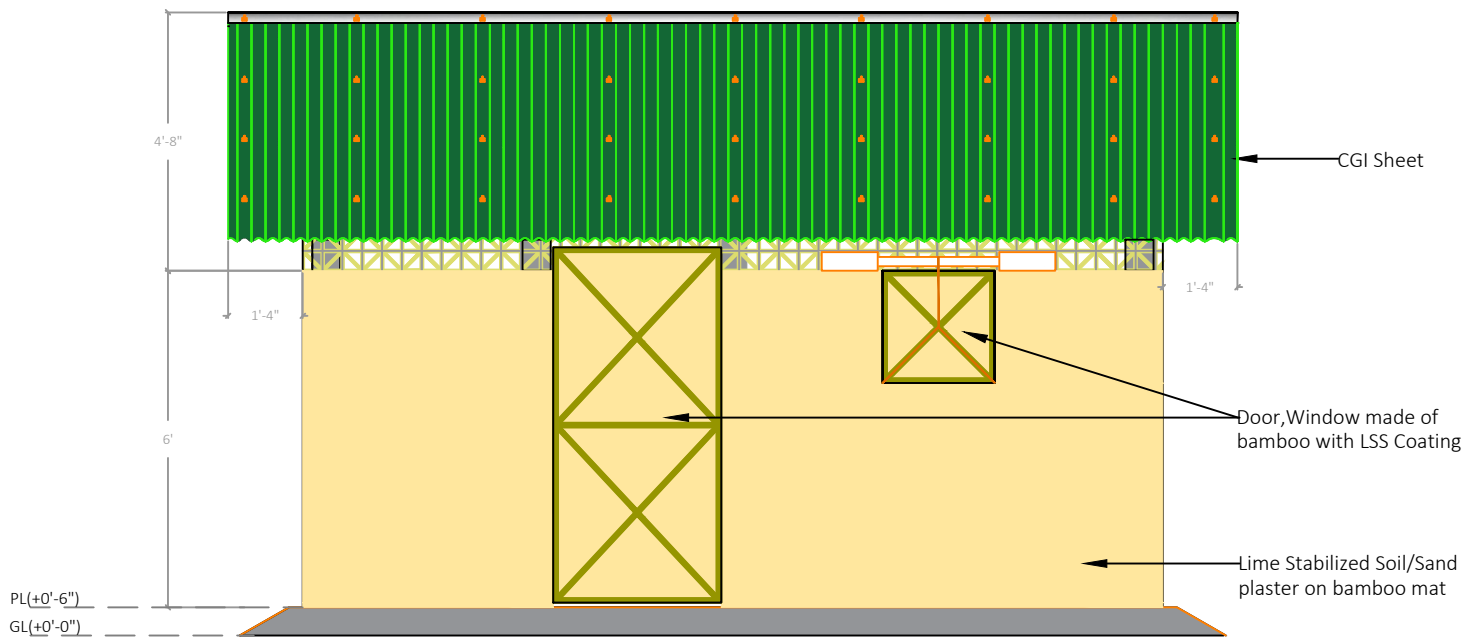 4'-8"
CGI Sheet
1'-4"
1'-4"
6'
Door,Window made of
bamboo with LSS Coating
Lime Stabilized Soil/Sand
plaster on bamboo mat
PL(+0'-6")
GL(+0'-0")